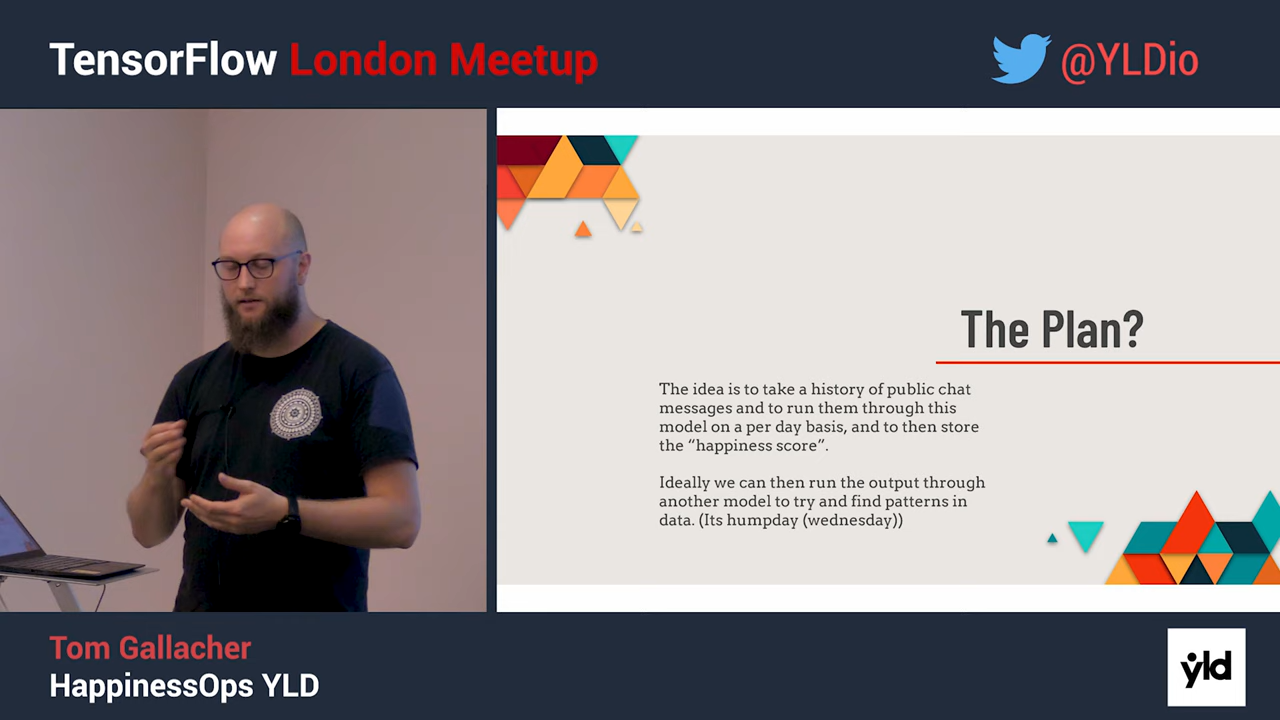 TensorFlow London Meetup
@YLDio
The Plan?
The idea is to take a history of public chat
messages and to run them through this
model on a per day basis, and to then store
the “happiness score”.
Ideally we can then run the output through
another model to try and find patterns in
data. (Its humpday (wednesday))
Tom Gallacher
HappinessOps YLD
yld